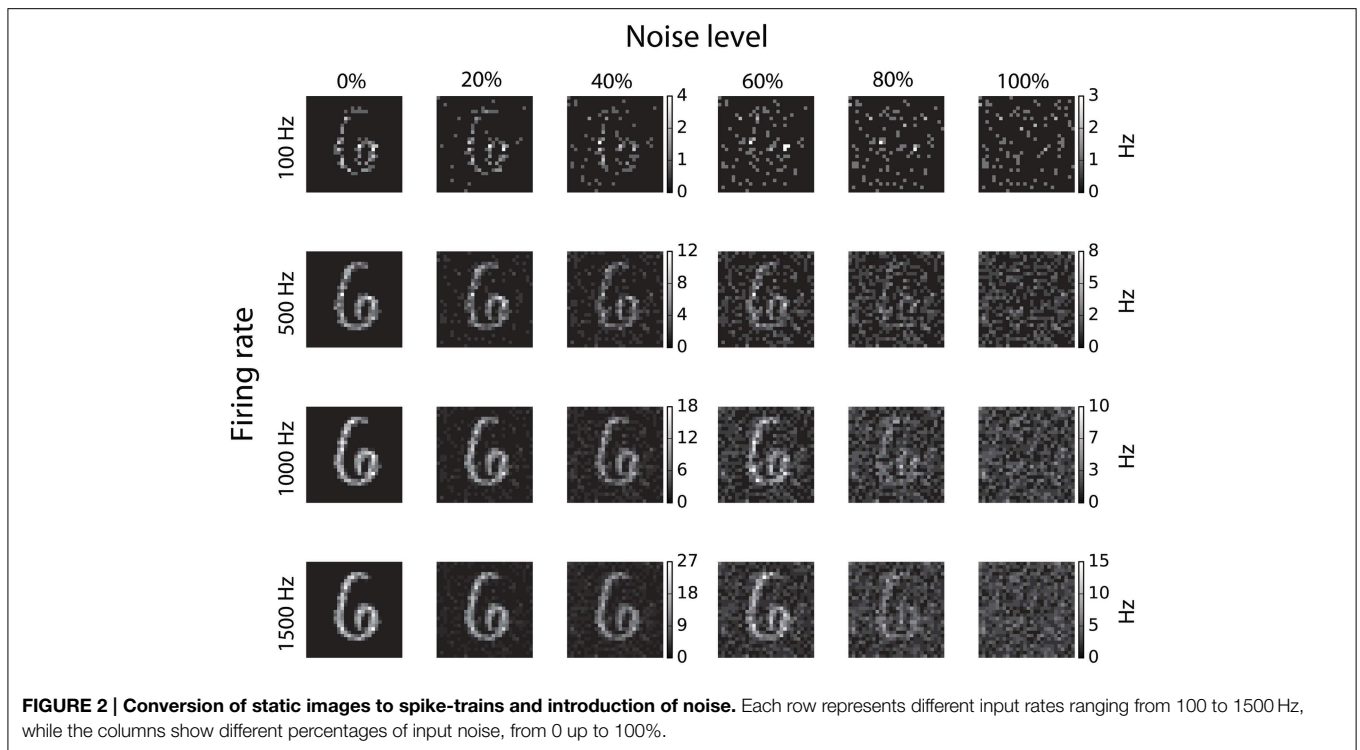 Noise level
0% 20% 40% 60% 80% 100%
Firing rate
100 Hz
4
2
1
0
3
2
1
0
Hz
500 Hz
12
8
4
0
8
5
2
0
Hz
1000 Hz
18
12
6
0
10
7
3
0
Hz
1500 Hz
27
18
9
0
15
10
5
0
Hz
FIGURE 2 | Conversion of static images to spike-trains and introduction of noise. Each row represents different input rates ranging from 100 to 1500 Hz,
while the columns show different percentages of input noise, from 0 up to 100%.